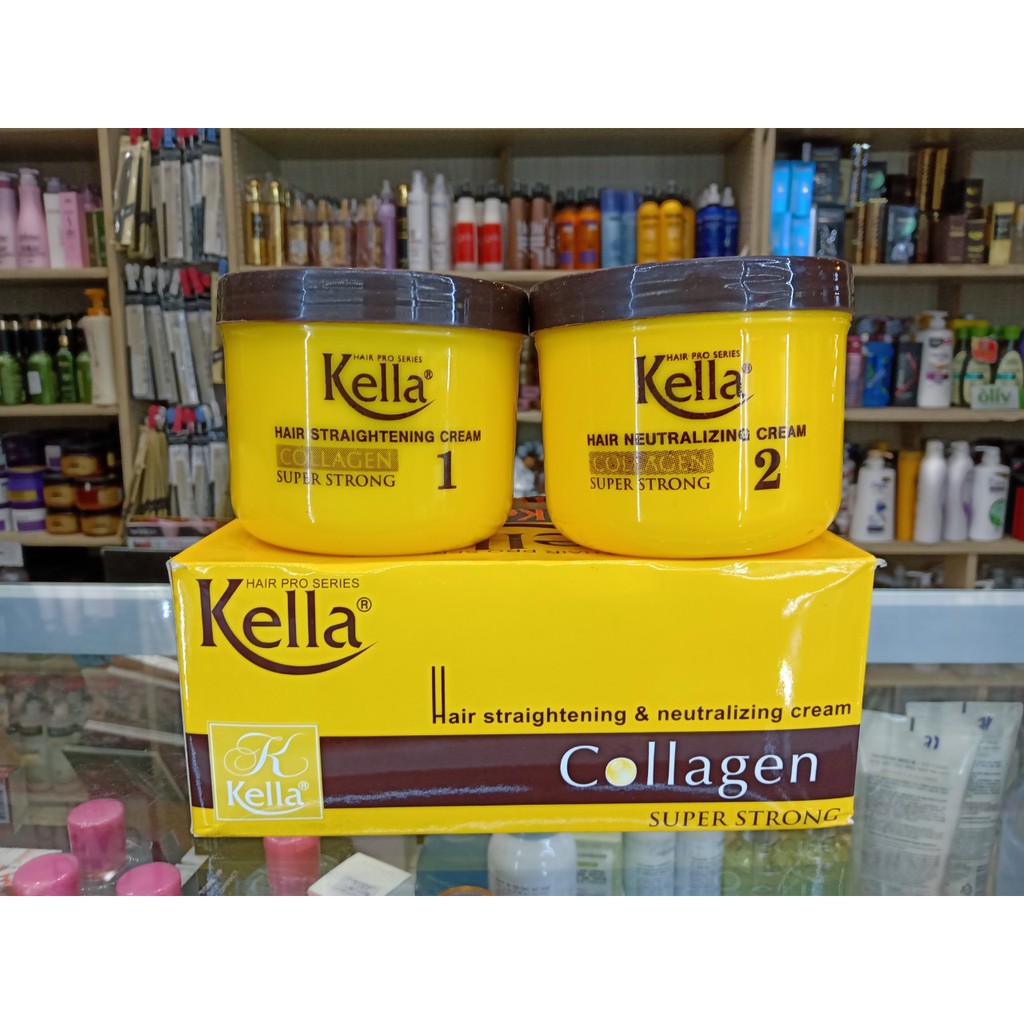 HAIR PRO SERIES
Kella®
HAIR STRAIGHTENING CREAM
COLLAGEN
SUPER STRONG
1
HAIR PRO SERIES
Kella®
HAIR NEUTRALIZING CREAM
COLLAGEN
SUPER STRONG
2
HAIR PRO SERIES
Kella®
Hair straightening & neutralizing cream
K
Kella®
Collagen
SUPER STRONG
oliv